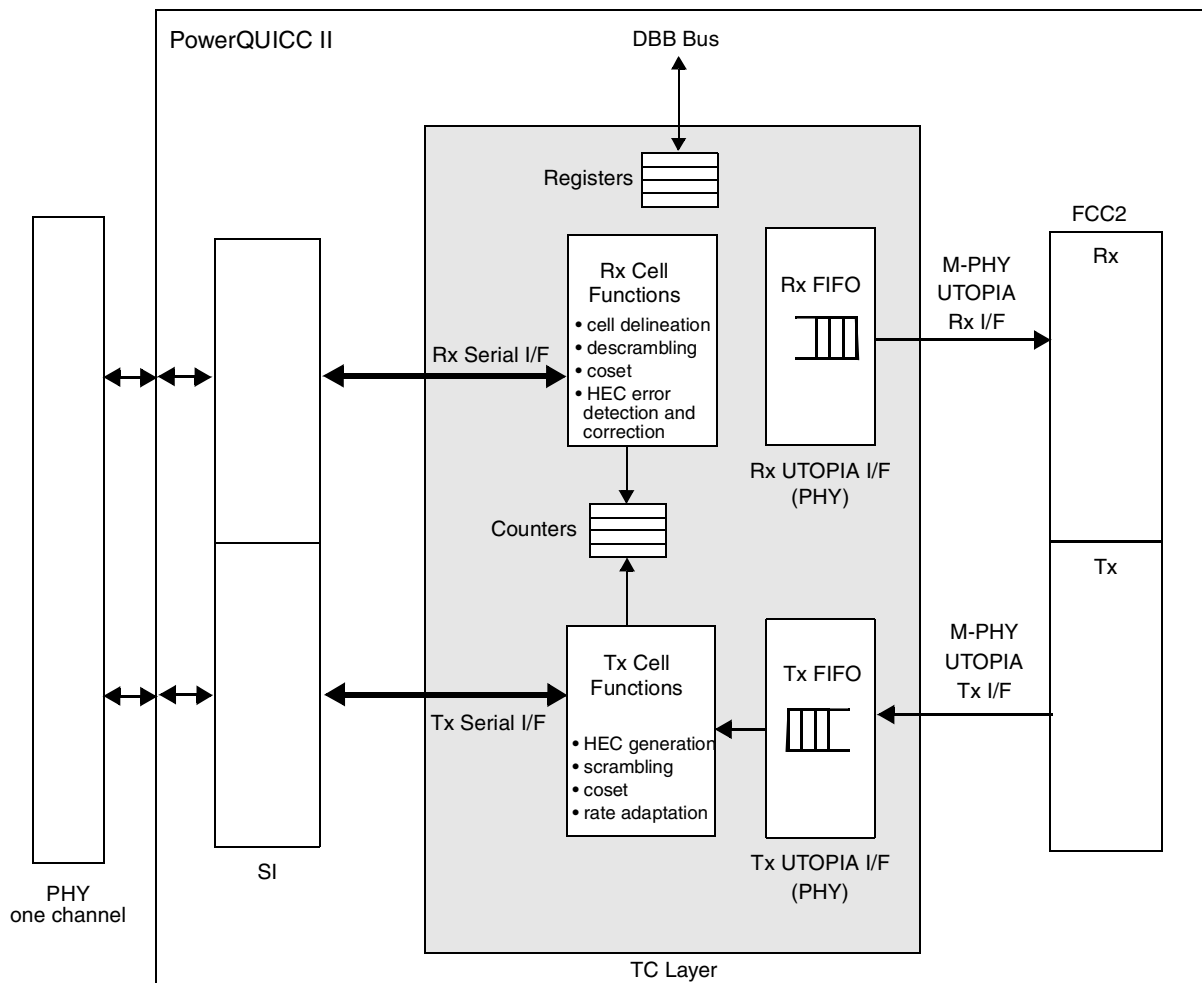 PowerQUICC II
DBB Bus
Registers
FCC2
Rx Cell
Functions
• cell delineation
• descrambling
• coset
• HEC error
detection and
correction
Rx FIFO
M-PHY
UTOPIA
Rx I/F
Rx
Rx Serial I/F
Rx UTOPIA I/F
(PHY)
Counters
Tx Cell
Functions
• HEC generation
• scrambling
• coset
• rate adaptation
Tx FIFO
M-PHY
UTOPIA
Tx I/F
Tx
Tx Serial I/F
Tx UTOPIA I/F
(PHY)
SI
PHY
one channel
TC Layer